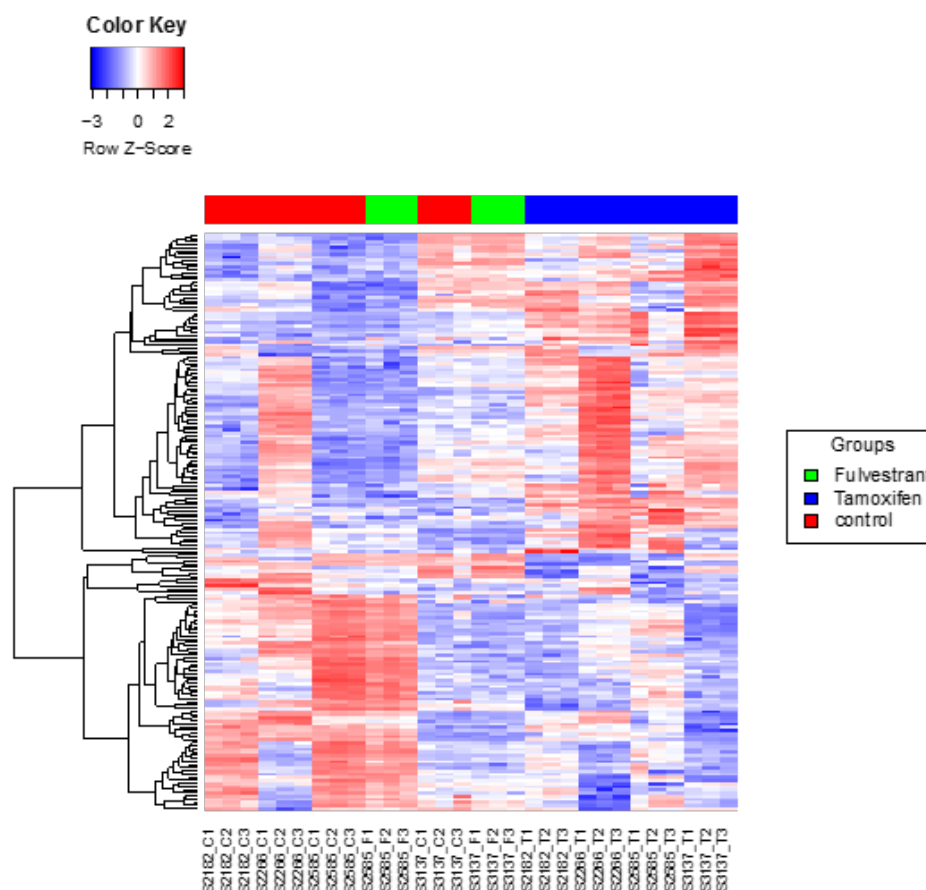 Color Key
−3 0 2
Row Z−Score
Groups
Fulvestrant
Tamoxifen
control
S2182_C1
S2182_C2
S2182_C3
S2266_C1
S2266_C2
S2266_C3
S2585_C1
S2585_C2
S2585_C3
S2585_F1
S2585_F2
S2585_F3
S3137_C1
S3137_C2
S3137_C3
S3137_F1
S3137_F2
S3137_F3
S2182_T1
S2182_T2
S2182_T3
S2266_T1
S2266_T2
S2266_T3
S2585_T1
S2585_T2
S2585_T3
S3137_T1
S3137_T2
S3137_T3